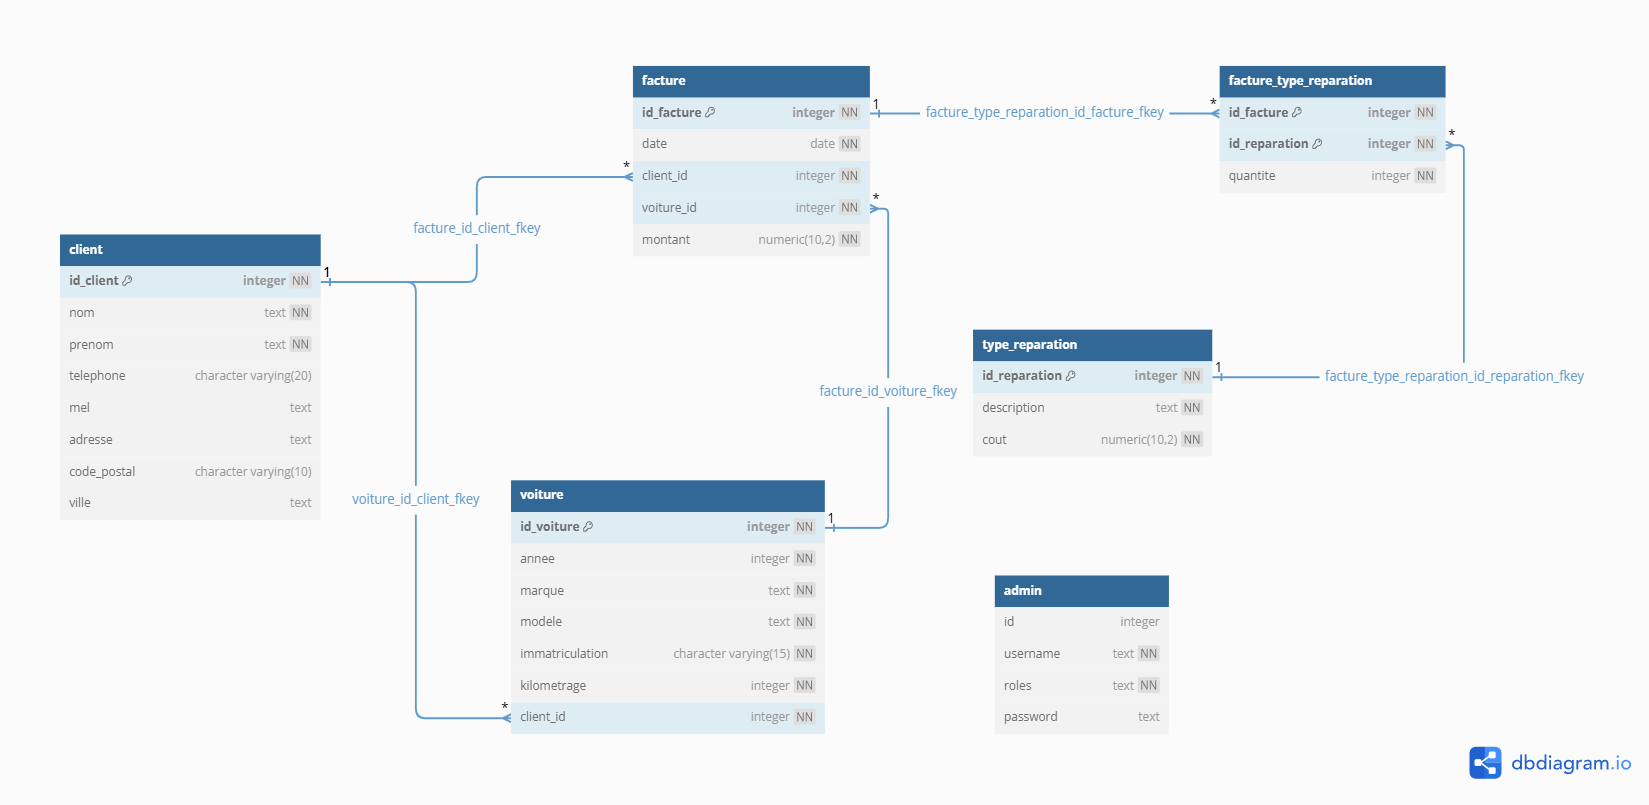 facture
id_facture integer NN
date date NN
client_id integer NN
voiture_id integer NN
montant numeric(10,2) NN
1
facture_type_reparation_id_facture_fkey
*
facture_type_reparation
id_facture integer NN
id_reparation integer NN
quantite integer NN
*
*
*
facture_id_client_fkey
client
id_client integer NN
nom text NN
prenom text NN
telephone character varying(20)
mel text
adresse text
code_postal character varying(10)
ville text
1
facture_id_voiture_fkey
type_reparation
id_reparation integer NN
description text NN
cout numeric(10,2) NN
1
facture_type_reparation_id_reparation_fkey
voiture_id_client_fkey
voiture
id_voiture integer NN
annee integer NN
marque text NN
modele text NN
immatriculation character varying(15) NN
kilometrage integer NN
client_id integer NN
1
*
admin
id integer
username text NN
roles text NN
password text
dbdiagram.io